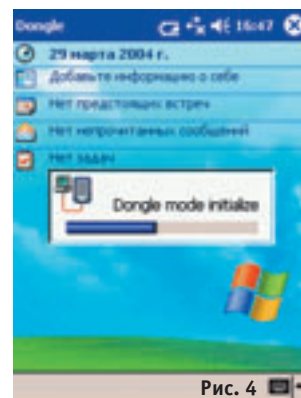 Dongle 16:47
29 марта 2004 г.
Добавьте информацию о себе
Нет предстоящих встреч
Нет непрочитанных сообщений
Нет задач
Dongle mode initialize
Рис. 4